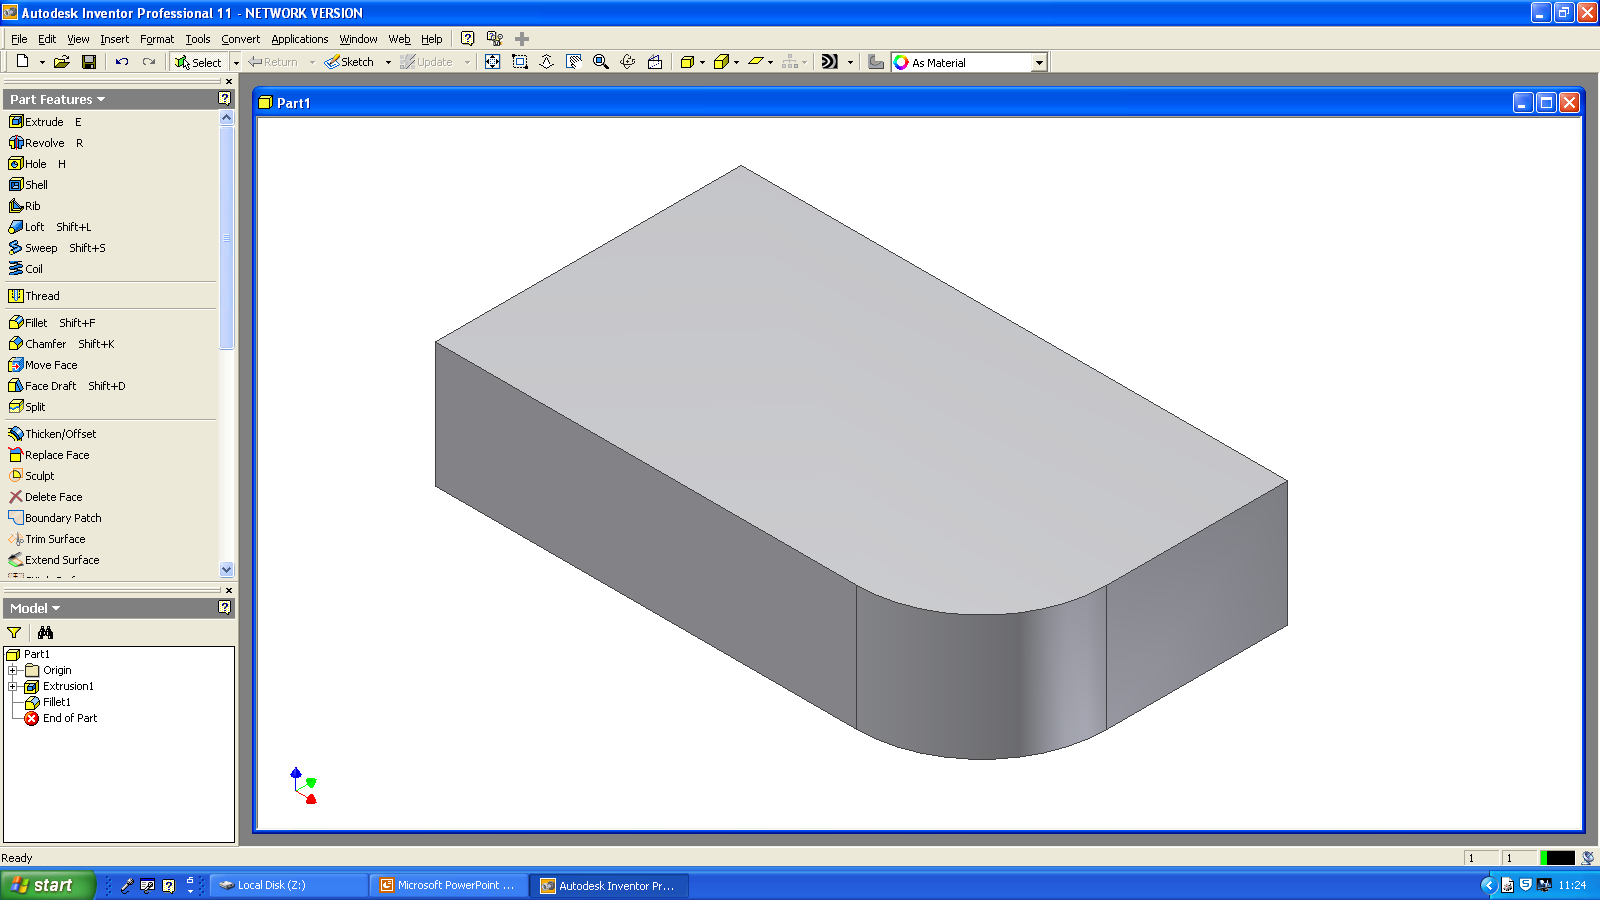 Autodesk Inventor Professional 11 - NETWORK VERSION
File Edit View Insert Format Tools Convert Applications Window Web Help
Select Return Sketch Update As Material
Part Features
Extrude E
Revolve R
Hole H
Shell
Rib
Loft Shift+L
Sweep Shift+S
Coil
Thread
Fillet Shift+F
Chamfer Shift+K
Move Face
Face Draft Shift+D
Split
Thicken/Offset
Replace Face
Sculpt
Delete Face
Boundary Patch
Trim Surface
Extend Surface
Model
Part1
Origin
Extrusion1
Fillet1
End of Part
Part1
Ready 1 1
start Local Disk (Z:) Microsoft PowerPoint ... Autodesk Inventor Pr... 11:24